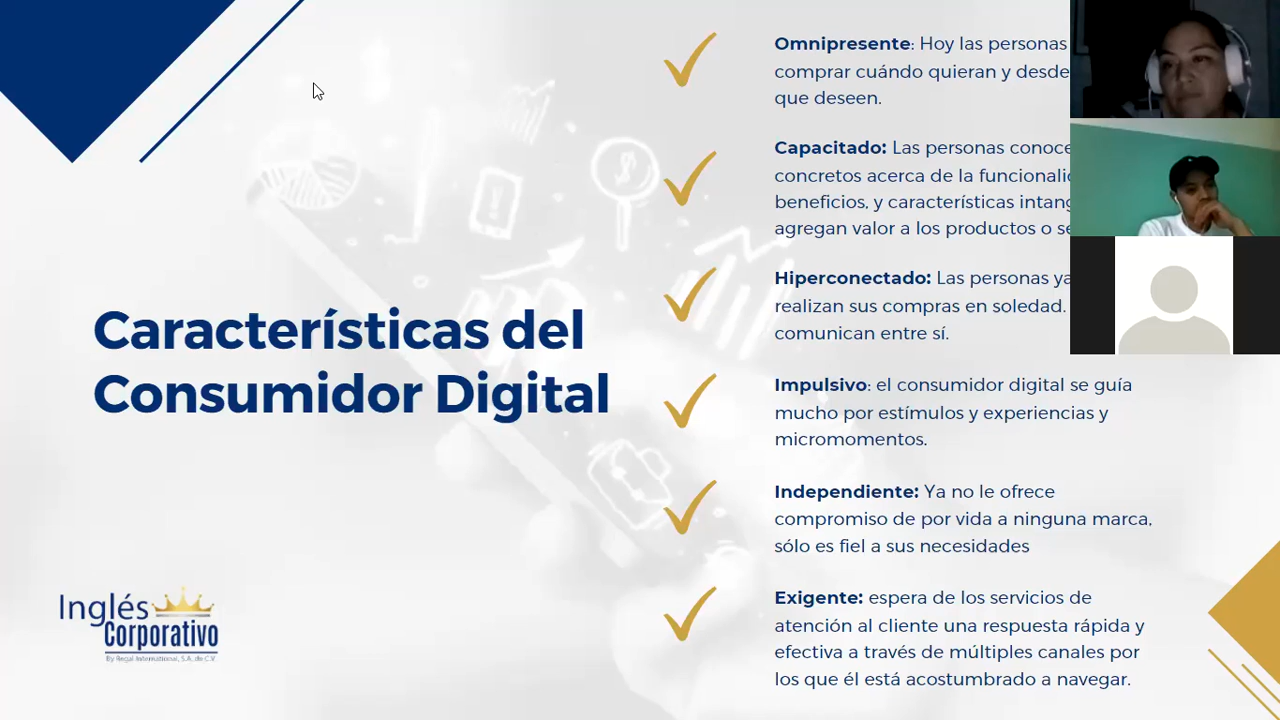 Características del
Consumidor Digital
Omnipresente: Hoy las personas
comprar cuándo quieran y desde
que deseen.
Capacitado: Las personas
concretos acerca de la
beneficios, y características
agregan valor a los productos o
Hiperconectado: Las personas ya
realizan sus compras en soledad.
comunican entre sí.
Impulsivo: el consumidor digital se guía
mucho por estímulos y experiencias y
micromomentos.
Independiente: Ya no le ofrece
compromiso de por vida a ninguna marca,
sólo es fiel a sus necesidades
Exigente: espera de los servicios de
atención al cliente una respuesta rápida y
efectiva a través de múltiples canales por
los que él está acostumbrado a navegar.
Inglés
Corporativo
By Regal International, S.A. de C.V.